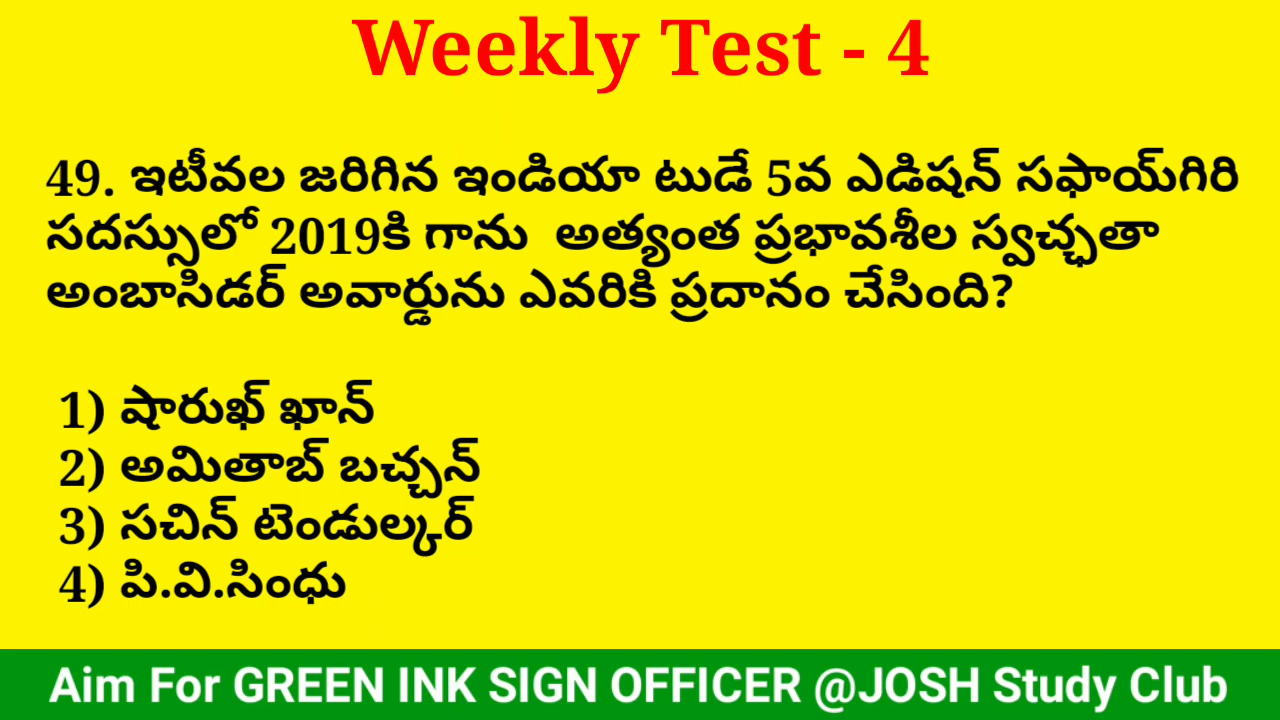 Weekly Test - 4
49. ఇటీవల జరిగిన ఇండియా టుడే 5వ ఎడిషన్ సఫాయ్‌గిరి
సదస్సులో 2019కి గాను అత్యంత ప్రభావశీల స్వచ్ఛతా
అంబాసిడర్ అవార్డును ఎవరికి ప్రదానం చేసింది?
1) షారుఖ్ ఖాన్
2) అమితాబ్ బచ్చన్
3) సచిన్ టెండుల్కర్
4) పి.వి.సింధు
Aim For GREEN INK SIGN OFFICER @JOSH Study Club